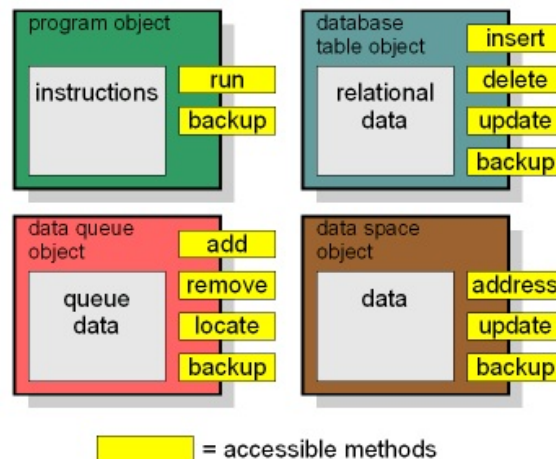 program object
instructions
run
backup
database
table object
relational
data
insert
delete
update
backup
data queue
object
queue
data
add
remove
locate
backup
data space
object
data
address
update
backup
= accessible methods